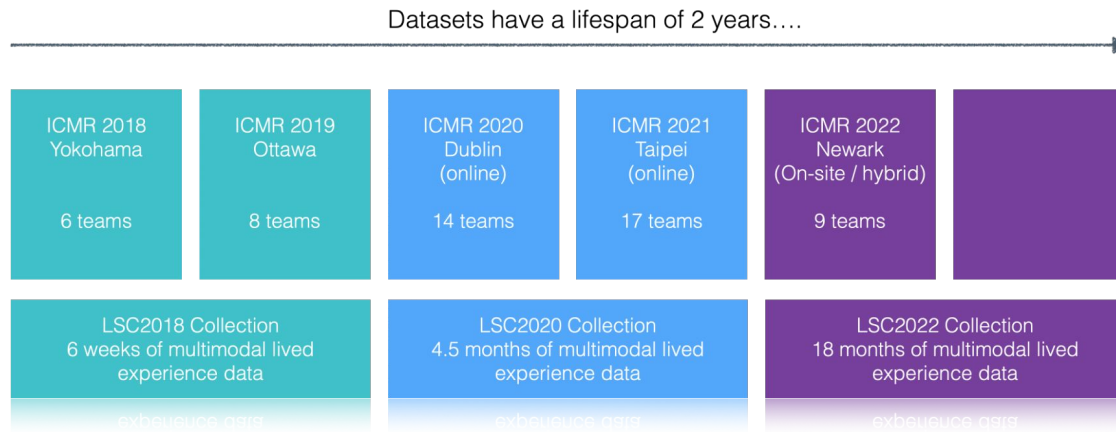 Datasets have a lifespan of 2 years....
ICMR 2018
Yokohama
6 teams
ICMR 2019
Ottawa
8 teams
ICMR 2020
Dublin
(online)
14 teams
ICMR 2021
Taipei
(online)
17 teams
ICMR 2022
Newark
(On-site / hybrid)
9 teams
LSC2018 Collection
6 weeks of multimodal lived
experience data
LSC2020 Collection
4.5 months of multimodal lived
experience data
LSC2022 Collection
18 months of multimodal lived
experience data